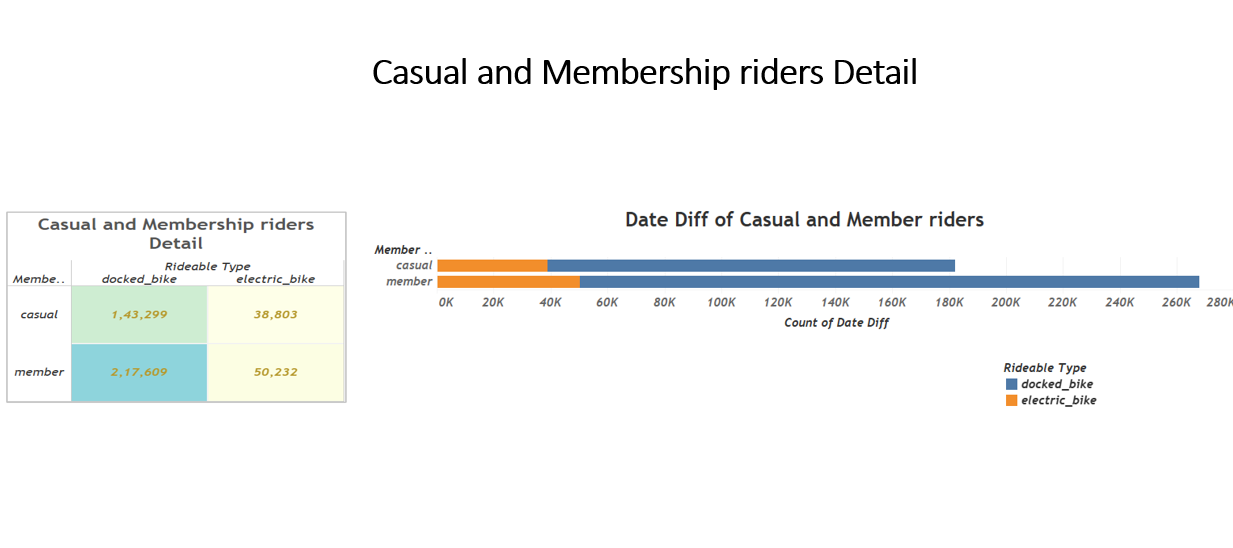 Casual and Membership riders Detail
Casual and Membership riders
Detail
Rideable Type
Membe.. docked_bike electric_bike
casual 1,43,299 38,803
member 2,17,609 50,232
Date Diff of Casual and Member riders
Member ..
casual
member
0K 20K 40K 60K 80K 100K 120K 140K 160K 180K 200K 220K 240K 260K 280K
Count of Date Diff
Rideable Type
docked_bike
electric_bike